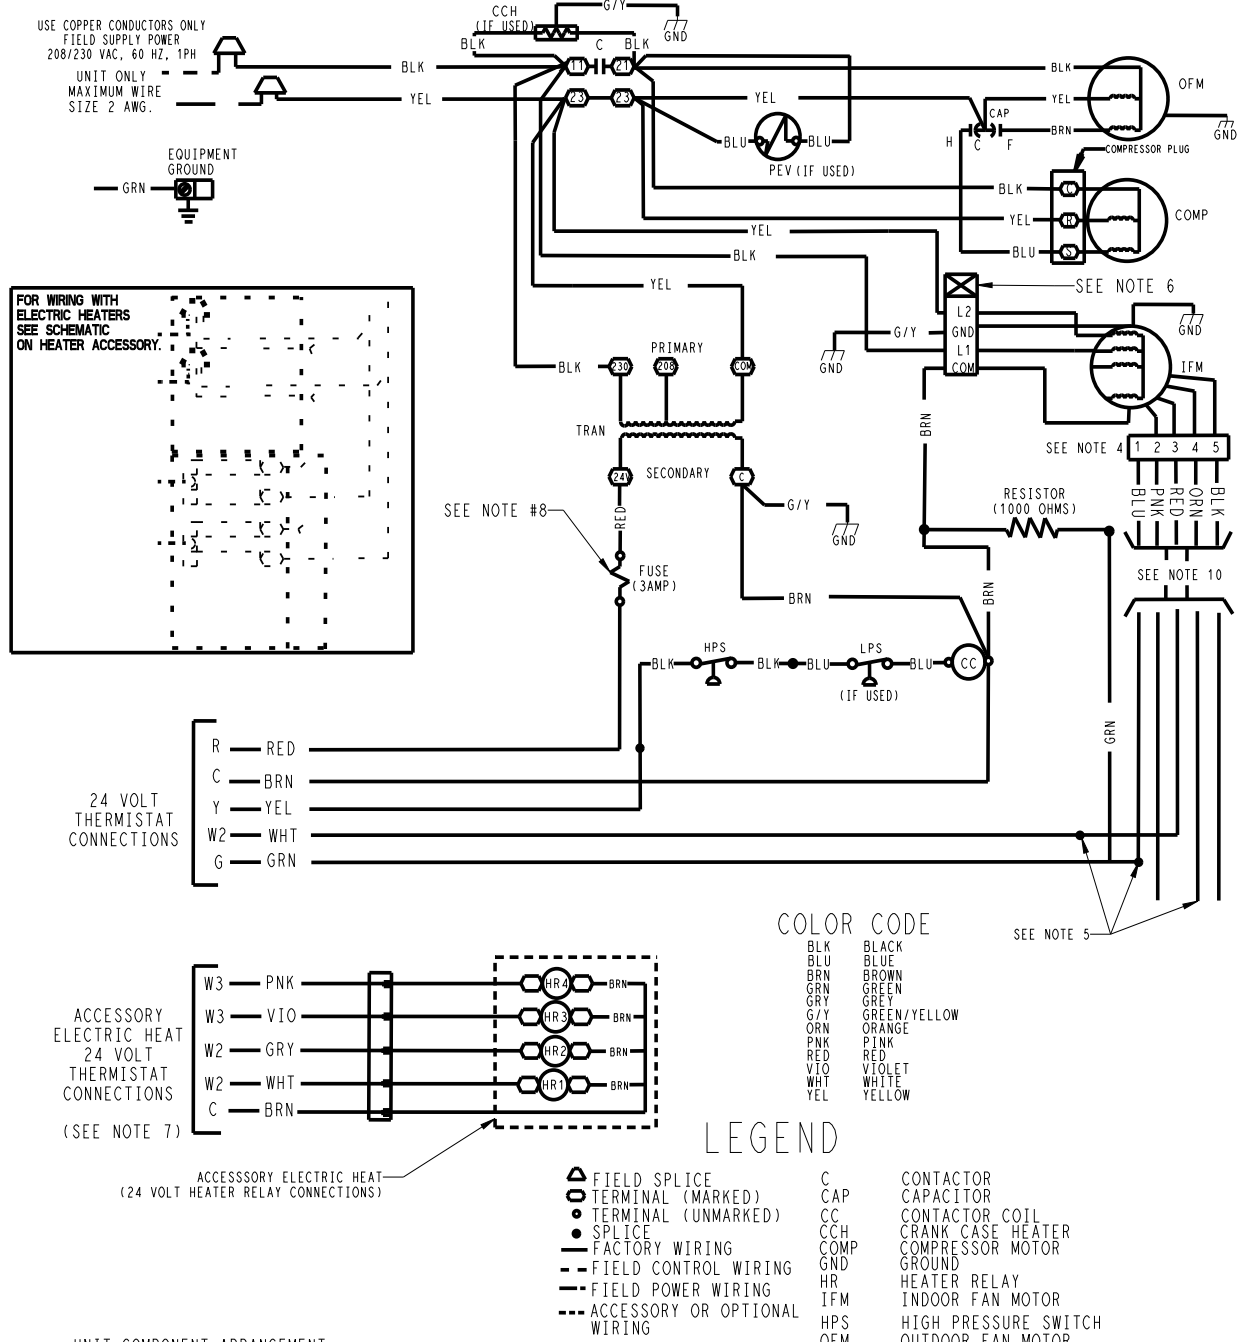 USE COPPER CONDUCTORS ONLY
FIELD SUPPLY POWER
208/230 VAC, 60 HZ, 1PH
UNIT ONLY
MAXIMUM WIRE
SIZE 2 AWG.
BLK
YEL
EQUIPMENT
GROUND
GRN
CCH
(IF USED)
G/Y
GND
BLK
C
BLK
11
21
23
23
BLK
YEL
BLU
BLU
PEV (IF USED)
BLK
YEL
BRN
OFM
GND
CAP
H
C
F
COMPRESSOR PLUG
BLK
C
YEL
R
BLU
S
COMP
YEL
BLK
YEL
SEE NOTE 6
L2
GND
L1
COM
G/Y
GND
GND
IFM
BRN
FOR WIRING WITH
ELECTRIC HEATERS
SEE SCHEMATIC
ON HEATER ACCESSORY.
PRIMARY
BLK
230
208
COM
TRAN
SECONDARY
24V
C
SEE NOTE #8
RED
G/Y
GND
FUSE
(3AMP)
BRN
BRN
RESISTOR
(1000 OHMS)
SEE NOTE 4
1 2 3 4 5
BLU
PNK
RED
ORN
BLK
SEE NOTE 10
BLK
HPS
BLK
BLU
LPS
(IF USED)
BLU
CC
GRN
24 VOLT
THERMISTAT
CONNECTIONS
R RED
C BRN
Y YEL
W2 WHT
G GRN
SEE NOTE 5
COLOR CODE
BLK BLACK
BLU BLUE
BRN BROWN
GRN GREEN
GRY GREY
G/Y GREEN/YELLOW
ORN ORANGE
PNK PINK
RED RED
VIO VIOLET
WHT WHITE
YEL YELLOW
ACCESSORY
ELECTRIC HEAT
24 VOLT
THERMISTAT
CONNECTIONS
(SEE NOTE 7)
W3 PNK HR4 BRN
W3 VIO HR3 BRN
W2 GRY HR2 BRN
W2 WHT HR1 BRN
C BRN
ACCESSSORY ELECTRIC HEAT
(24 VOLT HEATER RELAY CONNECTIONS)
LEGEND
FIELD SPLICE
TERMINAL (MARKED)
TERMINAL (UNMARKED)
SPLICE
FACTORY WIRING
FIELD CONTROL WIRING
FIELD POWER WIRING
ACCESSORY OR OPTIONAL
WIRING
C CONTACTOR
CAP CAPACITOR
CC CONTACTOR COIL
CCH CRANK CASE HEATER
COMP COMPRESSOR MOTOR
GND GROUND
HR HEATER RELAY
IFM INDOOR FAN MOTOR
HPS HIGH PRESSURE SWITCH
OFM OUTDOOR FAN MOTOR
UNIT COMPONENT ARRANGEMENT